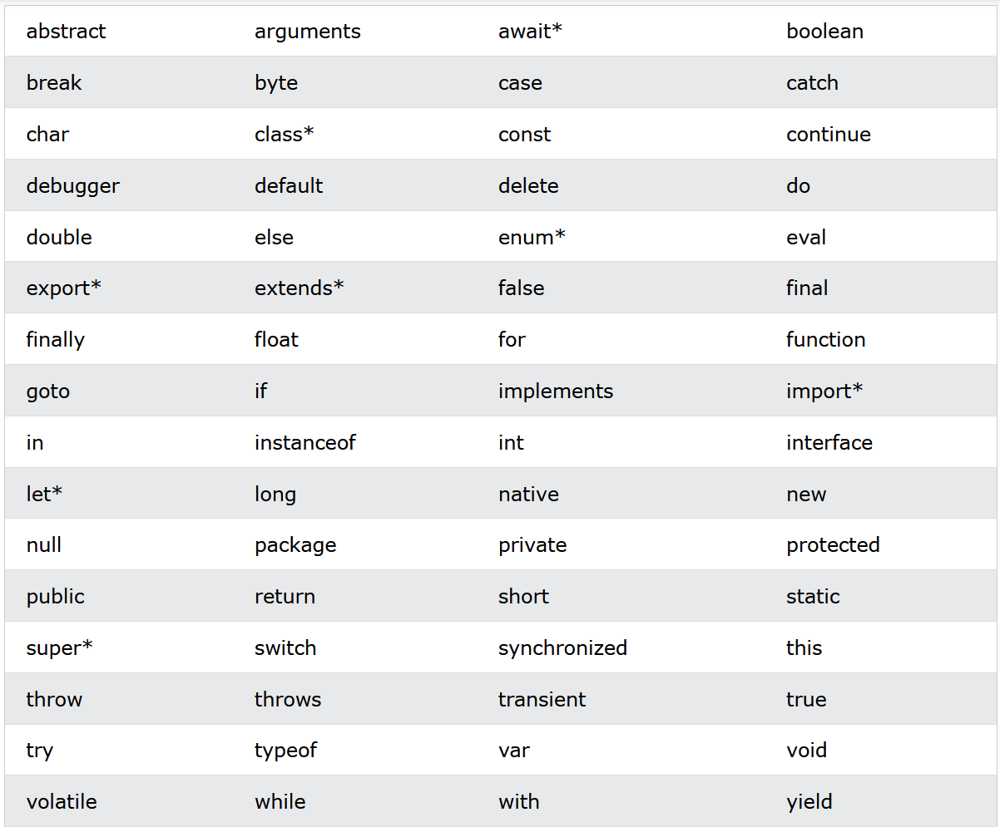 abstract arguments await* boolean
break byte case catch
char class* const continue
debugger default delete do
double else enum* eval
export* extends* false final
finally float for function
goto if implements import*
in instanceof int interface
let* long native new
null package private protected
public return short static
super* switch synchronized this
throw throws transient true
try typeof var void
volatile while with yield